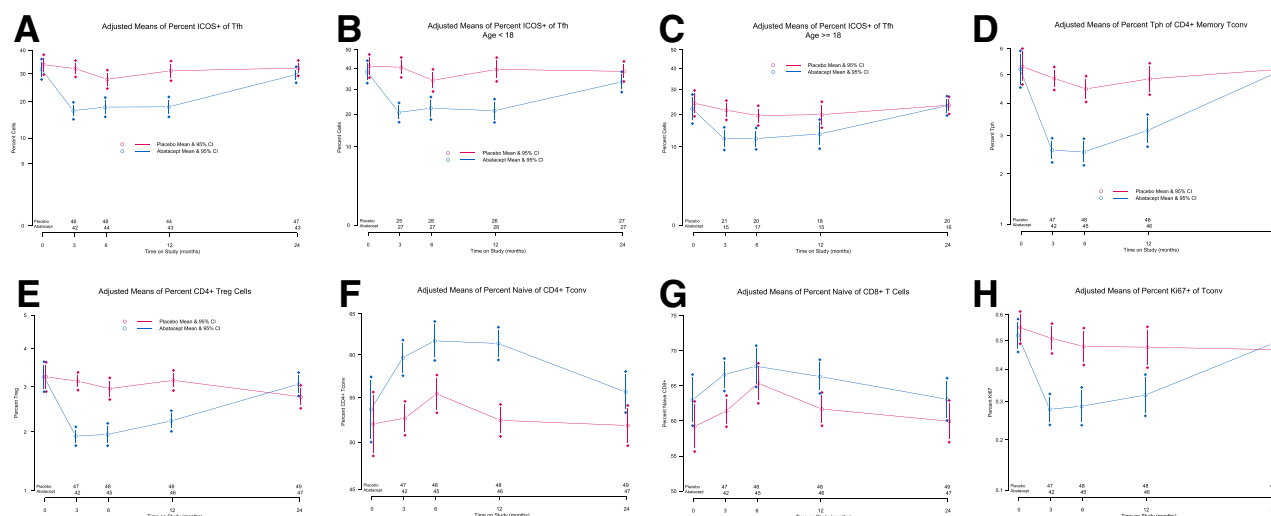 A
Adjusted Means of Percent ICOS+ of Tfh
40
30
20
10
5
0
Percent Cells
Placebo Mean & 95% CI
Abatacept Mean & 95% CI
Placebo 46 48 44 47
Abatacept 42 44 43 43
0 3 6 12 24
Time on Study (months)
B
Adjusted Means of Percent ICOS+ of Tfh
Age < 18
50
40
30
20
10
0
Percent Cells
Placebo Mean & 95% CI
Abatacept Mean & 95% CI
Placebo 25 28 26 27
Abatacept 27 27 28 27
0 3 6 12 24
Time on Study (months)
C
Adjusted Means of Percent ICOS+ of Tfh
Age >= 18
50
40
30
20
10
0
Percent Cells
Placebo Mean & 95% CI
Abatacept Mean & 95% CI
Placebo 21 20 18 20
Abatacept 15 17 15 16
0 3 6 12 24
Time on Study (months)
D
Adjusted Means of Percent Tph of CD4+ Memory Tconv
6
5
4
3
2
1
Percent Tph
Placebo Mean & 95% CI
Abatacept Mean & 95% CI
Placebo 47 48 48
Abatacept 42 45 46
0 3 6 12
Time on Study (months)
E
Adjusted Means of Percent CD4+ Treg Cells
5
4
3
2
1
Percent Treg
Placebo Mean & 95% CI
Abatacept Mean & 95% CI
Placebo 47 48 48 49
Abatacept 42 45 46 47
0 3 6 12 24
Time on Study (months)
F
Adjusted Means of Percent Naive of CD4+ Tconv
65
60
55
50
45
Percent CD4+ Tconv
Placebo 47 48 48 49
Abatacept 42 45 46 47
0 3 6 12 24
Time on Study (months)
G
Adjusted Means of Percent Naive of CD8+ T Cells
75
70
65
60
55
50
Percent Naive CD8+
Placebo 47 48 48 49
Abatacept 42 45 46 47
0 3 6 12 24
Time on Study (months)
H
Adjusted Means of Percent Ki67+ of Tconv
0.6
0.5
0.4
0.3
0.2
0.1
Percent Ki67
Placebo 47 48 48
Abatacept 42 45 46
0 3 6 12
Time on Study (months)